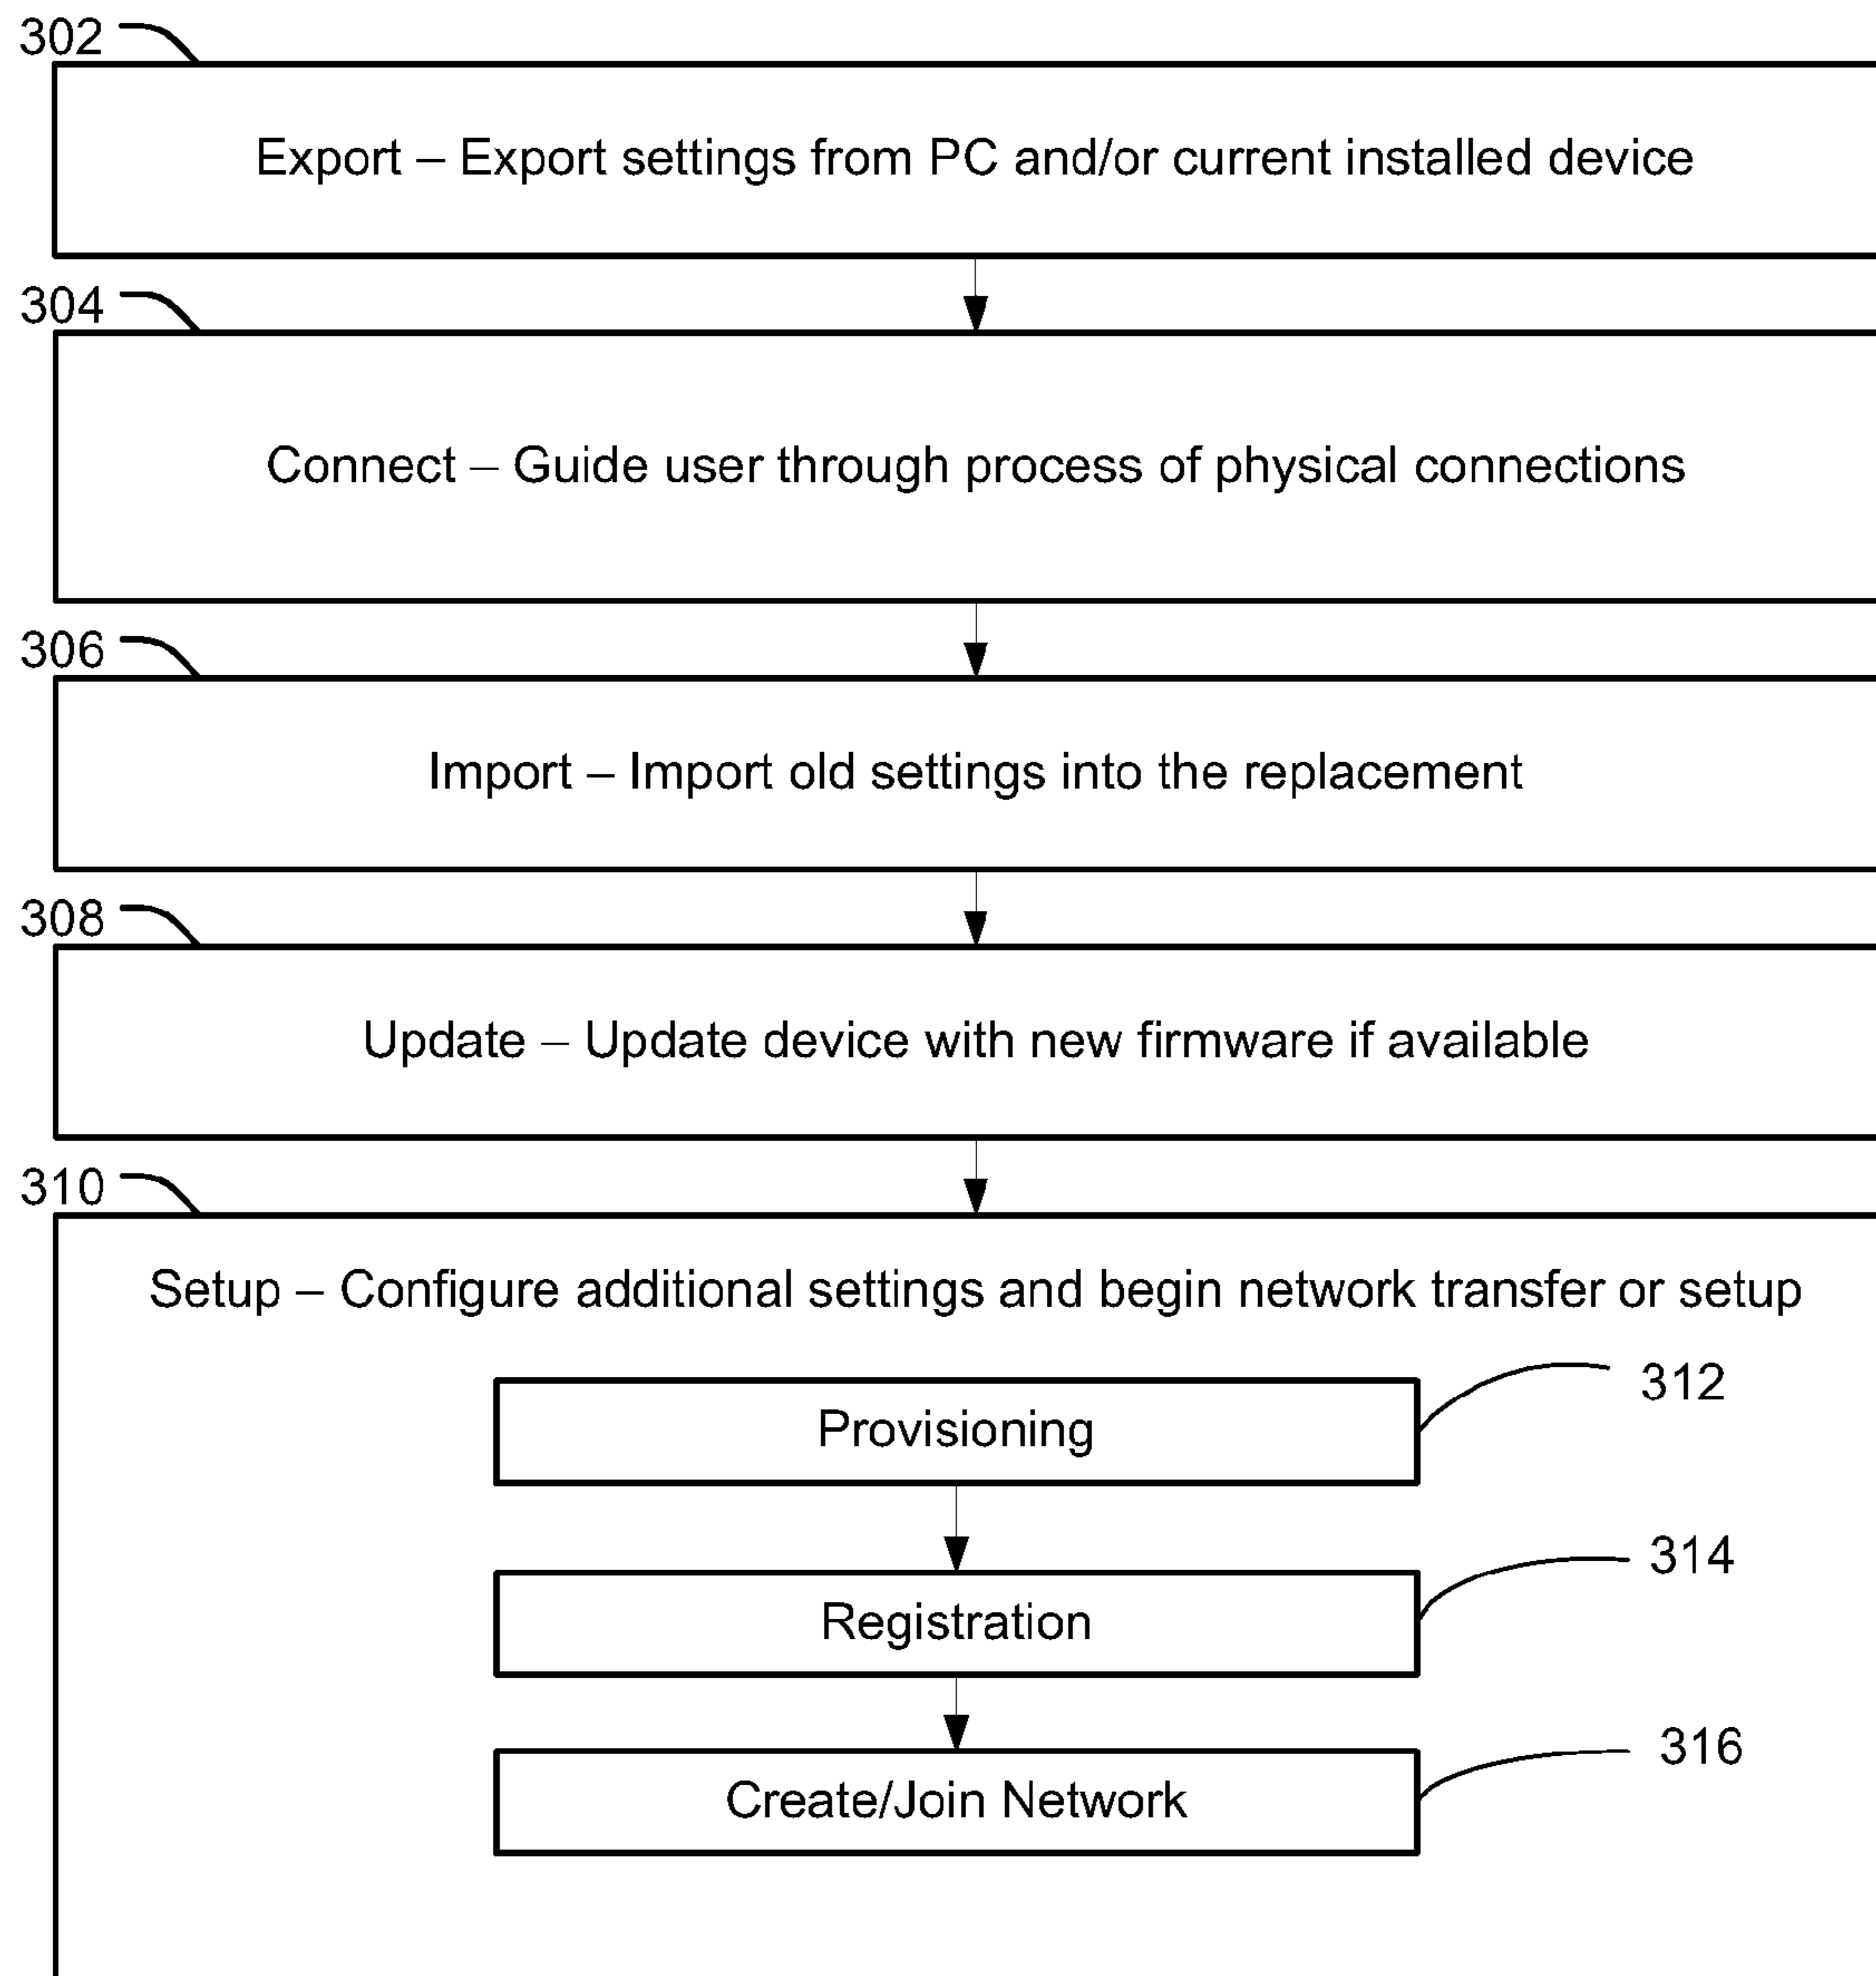 302
Export – Export settings from PC and/or current installed device
304
Connect – Guide user through process of physical connections
306
Import – Import old settings into the replacement
308
Update – Update device with new firmware if available
310
Setup – Configure additional settings and begin network transfer or setup
312
Provisioning
314
Registration
316
Create/Join Network